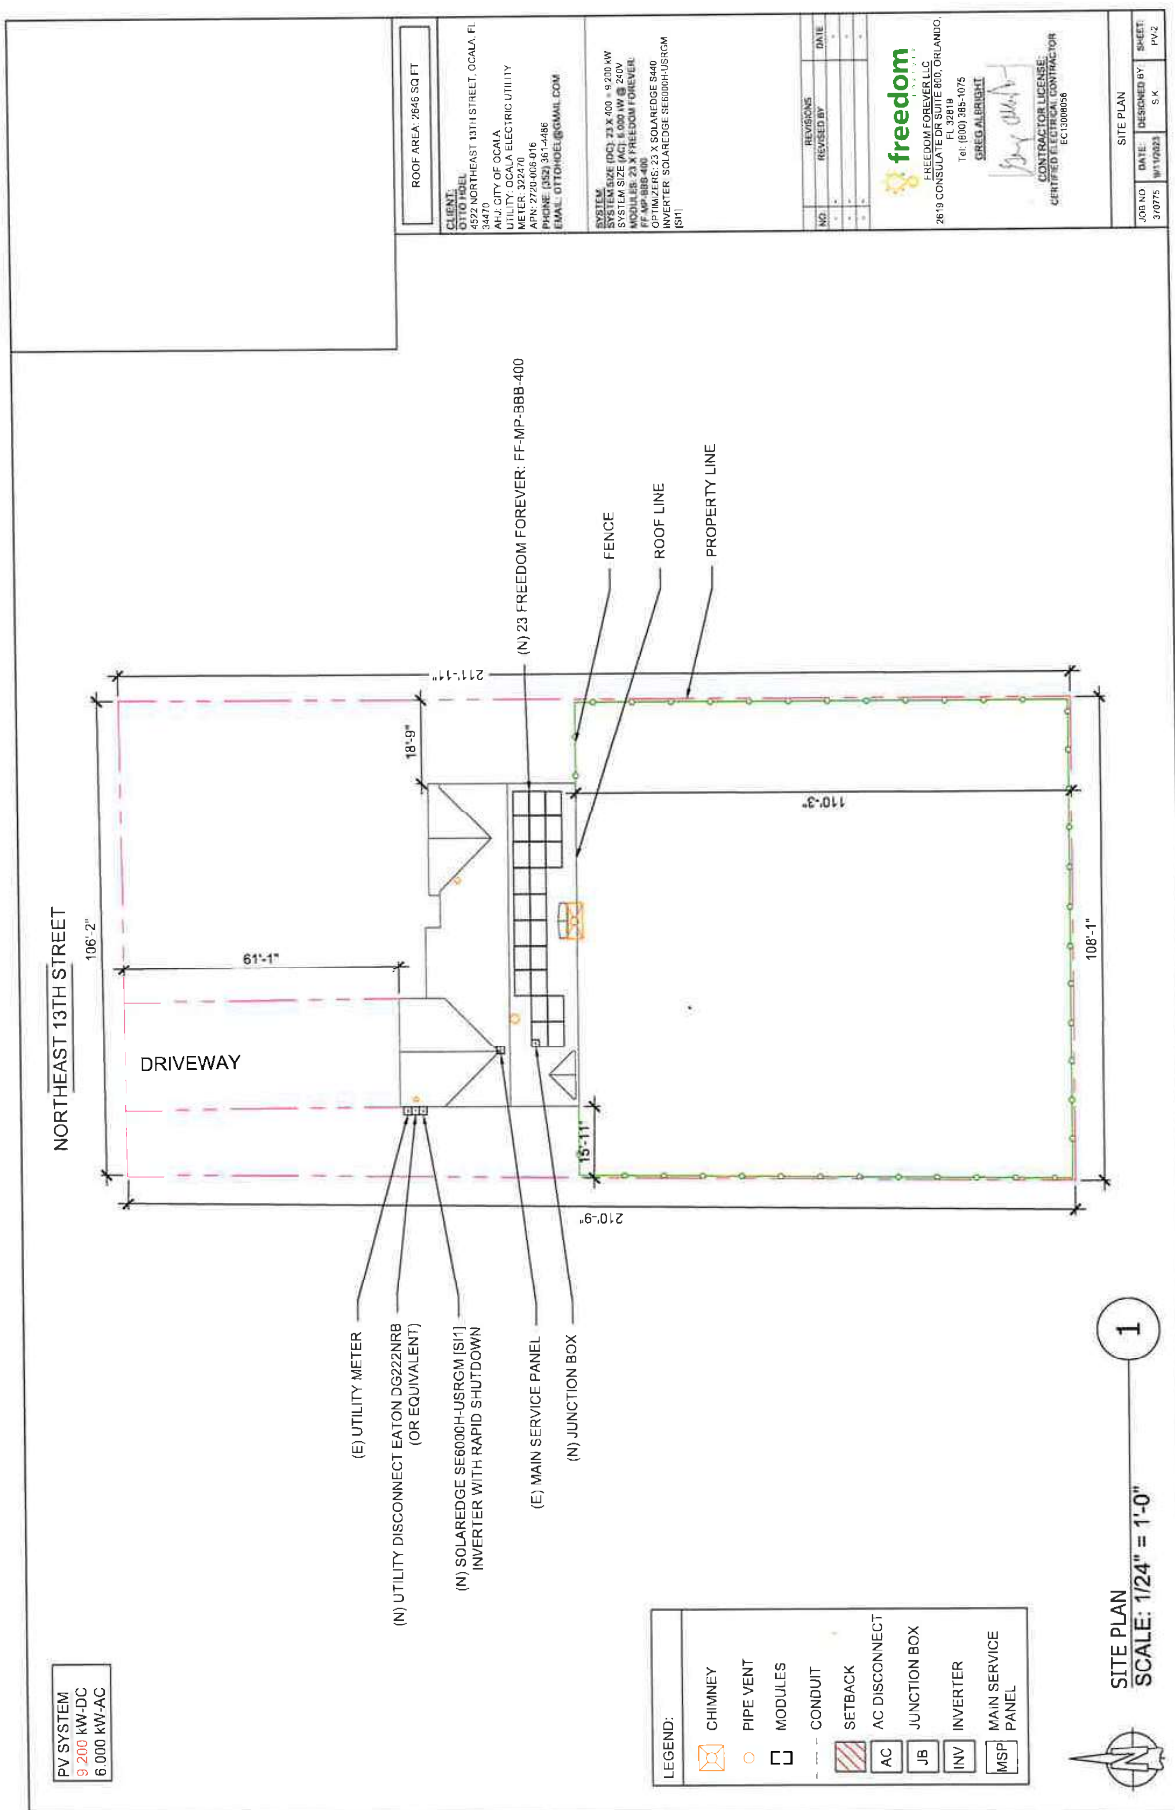 PV SYSTEM
9.200 kW-DC
6.000 kW-AC
NORTHEAST 13TH STREET
106'-2"
61'-1"
DRIVEWAY
18'-9"
211'-11"
210'-9"
15'-11"
110'-3"
108'-1"
(E) UTILITY METER
(N) UTILITY DISCONNECT EATON DG222NRB
(OR EQUIVALENT)
(N) SOLAREDGE SE6000H-USRGM [SI1]
INVERTER WITH RAPID SHUTDOWN
(E) MAIN SERVICE PANEL
(N) JUNCTION BOX
(N) 23 FREEDOM FOREVER: FF-MP-BBB-400
FENCE
ROOF LINE
PROPERTY LINE
LEGEND:
CHIMNEY
PIPE VENT
MODULES
CONDUIT
SETBACK
AC AC DISCONNECT
JB JUNCTION BOX
INV INVERTER
MSP MAIN SERVICE
PANEL
N
SITE PLAN
SCALE: 1/24" = 1'-0"
1
ROOF AREA: 2646 SQ FT
CLIENT:
OTTO HOEL
4522 NORTHEAST 13TH STREET, OCALA, FL
34470
AHJ: CITY OF OCALA
UTILITY: OCALA ELECTRIC UTILITY
METER: 322470
APN: 2720-006-016
PHONE: (352) 361-4486
EMAIL: OTTOHOEL@GMAIL.COM
SYSTEM:
SYSTEM SIZE (DC): 23 X 400 = 9.200 kW
SYSTEM SIZE (AC): 6.000 kW @ 240V
MODULES: 23 X FREEDOM FOREVER:
FF-MP-BBB-400
OPTIMIZERS: 23 X SOLAREDGE S440
INVERTER: SOLAREDGE SE6000H-USRGM
[SI1]
REVISIONS
NO. REVISED BY DATE
- - -
- - -
- - -
freedom
FREEDOM FOREVER LLC
2619 CONSULATE DR SUITE 800, ORLANDO,
FL 32819
Tel: (800) 385-1075
GREG ALBRIGHT
CONTRACTOR LICENSE:
CERTIFIED ELECTRICAL CONTRACTOR
EC13008056
SITE PLAN
JOB NO: DATE: DESIGNED BY: SHEET:
370775 9/11/2023 S.K. PV-2